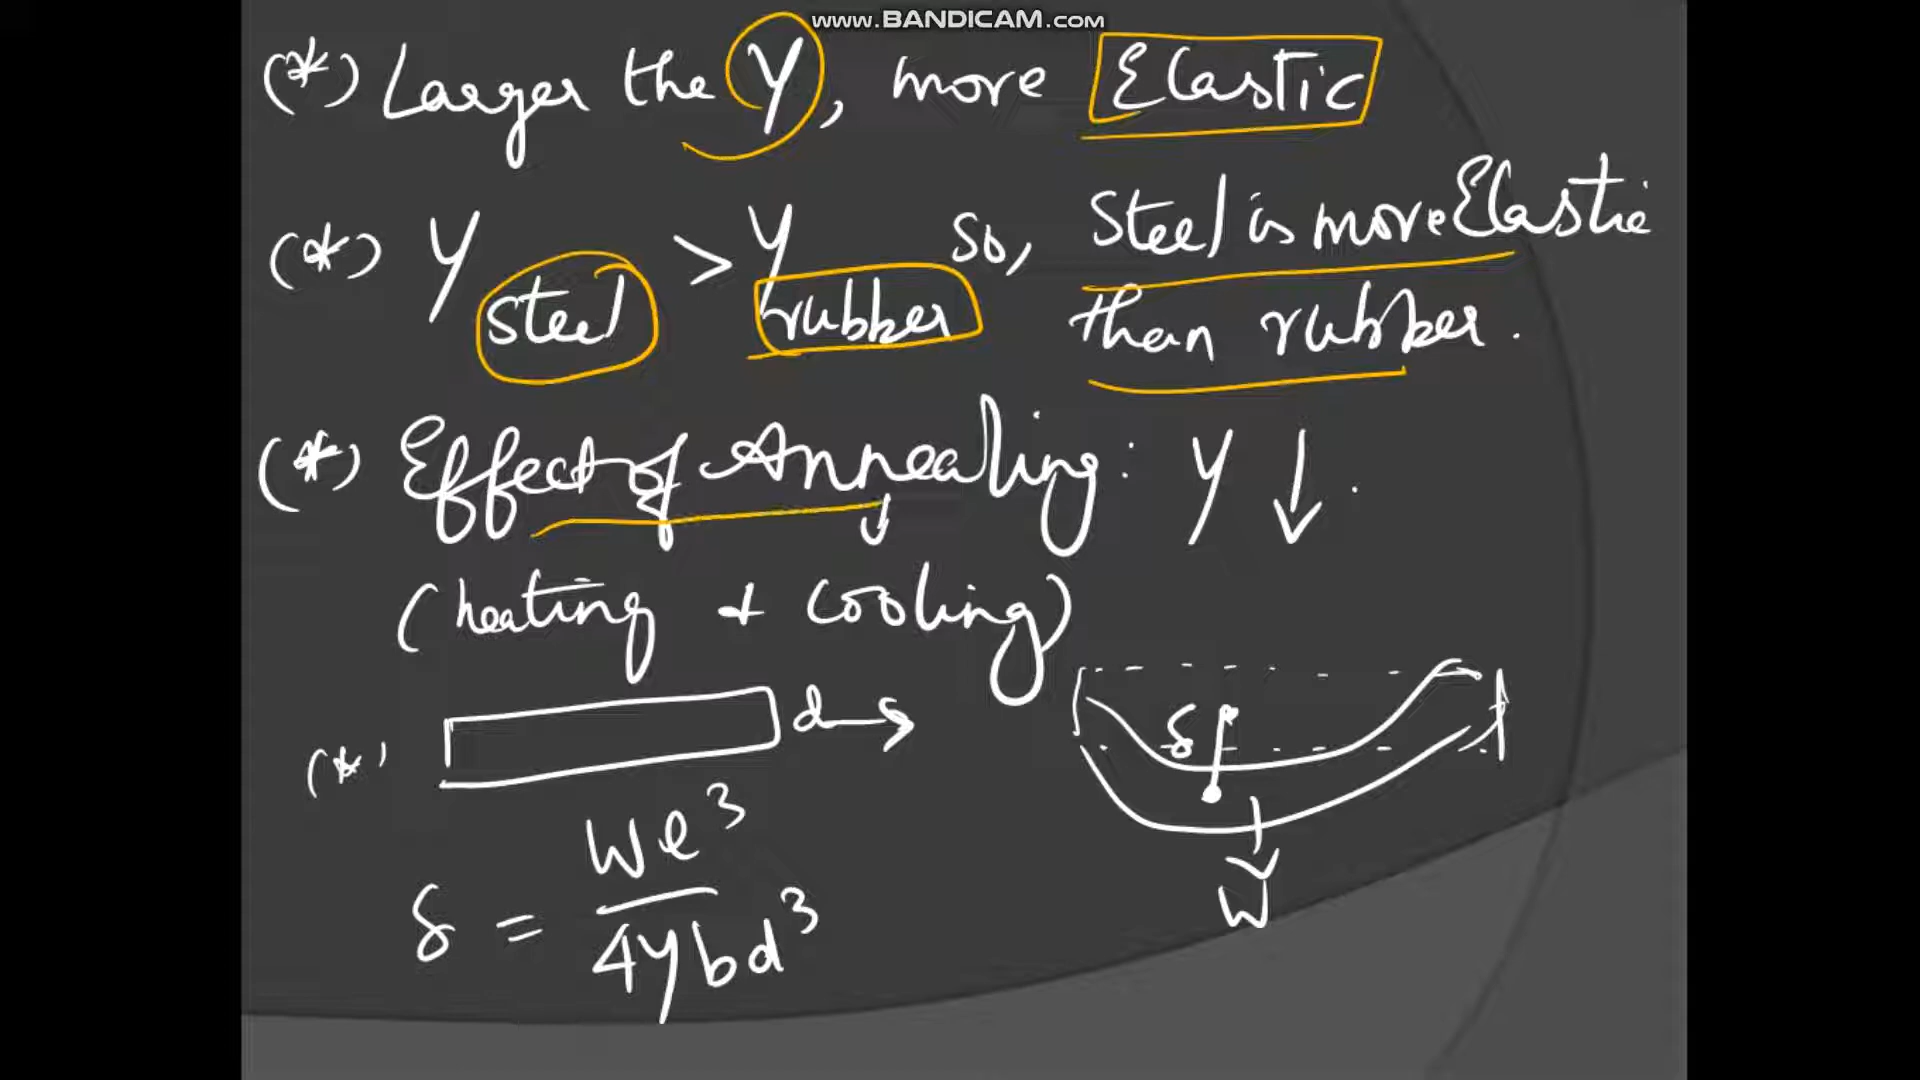 www.BANDICAM.com
(*) Larger the Y, more Elastic
(*) Y steel > Y rubber so, Steel is more Elastic
than rubber.
(*) Effect of Annealing: Y ↓.
(heating + cooling)
(*) d →
δ
W
δ = Wl³ / 4Ybd³